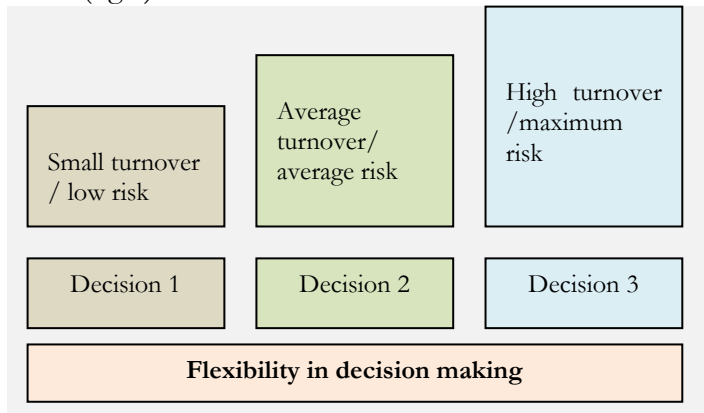 High turnover
/maximum
risk
Average
turnover/
average risk
Small turnover
/ low risk
Decision 1
Decision 2
Decision 3
Flexibility in decision making